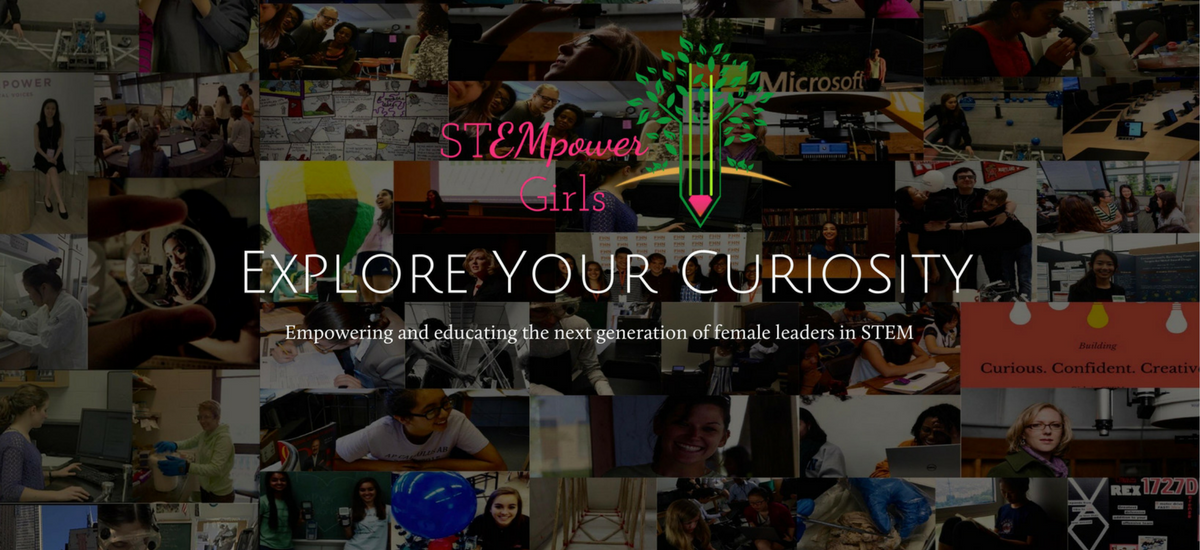 POWER
Microsoft
STEMpower
Girls
EXPLORE YOUR CURIOSITY
Empowering and educating the next generation of female leaders in STEM
Building
Curious. Confident. Creative
REX 1727D
DELL